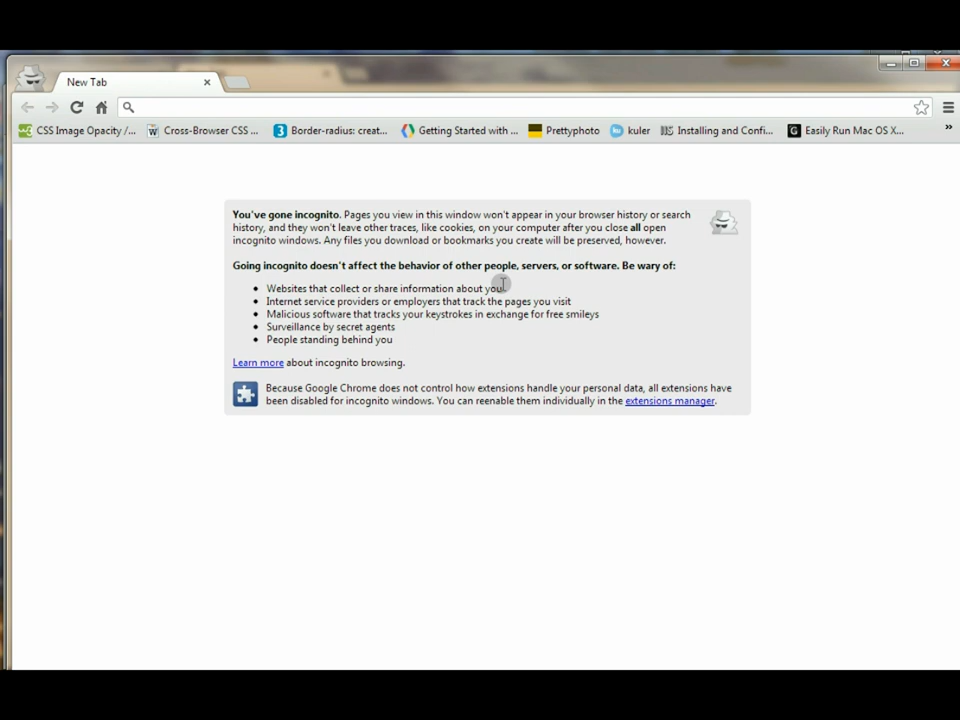 New Tab
CSS Image Opacity /... Cross-Browser CSS ... Border-radius: creat... Getting Started with ... Prettyphoto kuler Installing and Confi... Easily Run Mac OS X... »
You've gone incognito. Pages you view in this window won't appear in your browser history or search
history, and they won't leave other traces, like cookies, on your computer after you close all open
incognito windows. Any files you download or bookmarks you create will be preserved, however.
Going incognito doesn't affect the behavior of other people, servers, or software. Be wary of:
• Websites that collect or share information about you
• Internet service providers or employers that track the pages you visit
• Malicious software that tracks your keystrokes in exchange for free smileys
• Surveillance by secret agents
• People standing behind you
Learn more about incognito browsing.
Because Google Chrome does not control how extensions handle your personal data, all extensions have
been disabled for incognito windows. You can reenable them individually in the extensions manager.